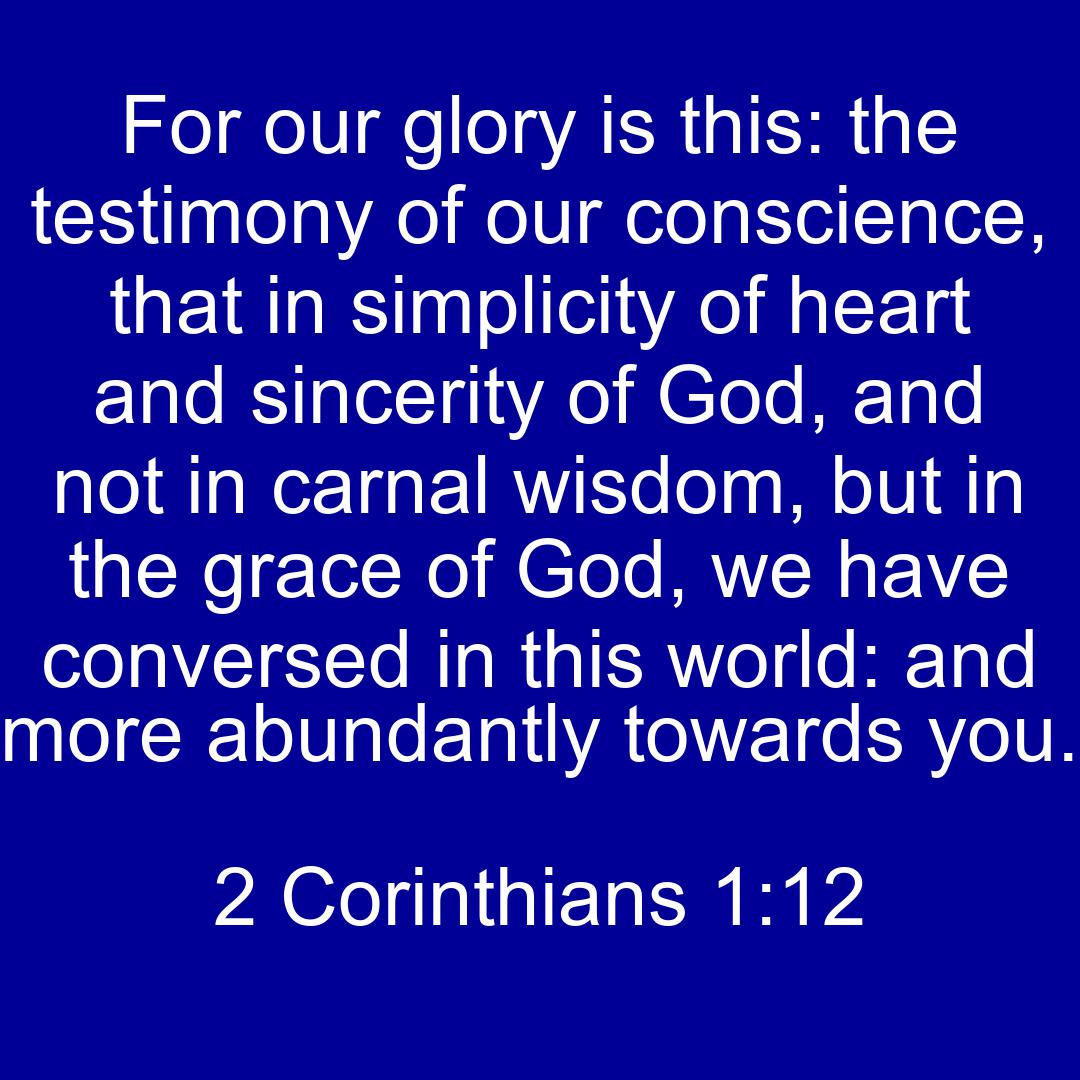 For our glory is this: the
testimony of our conscience,
that in simplicity of heart
and sincerity of God, and
not in carnal wisdom, but in
the grace of God, we have
conversed in this world: and
more abundantly towards you.
2 Corinthians 1:12